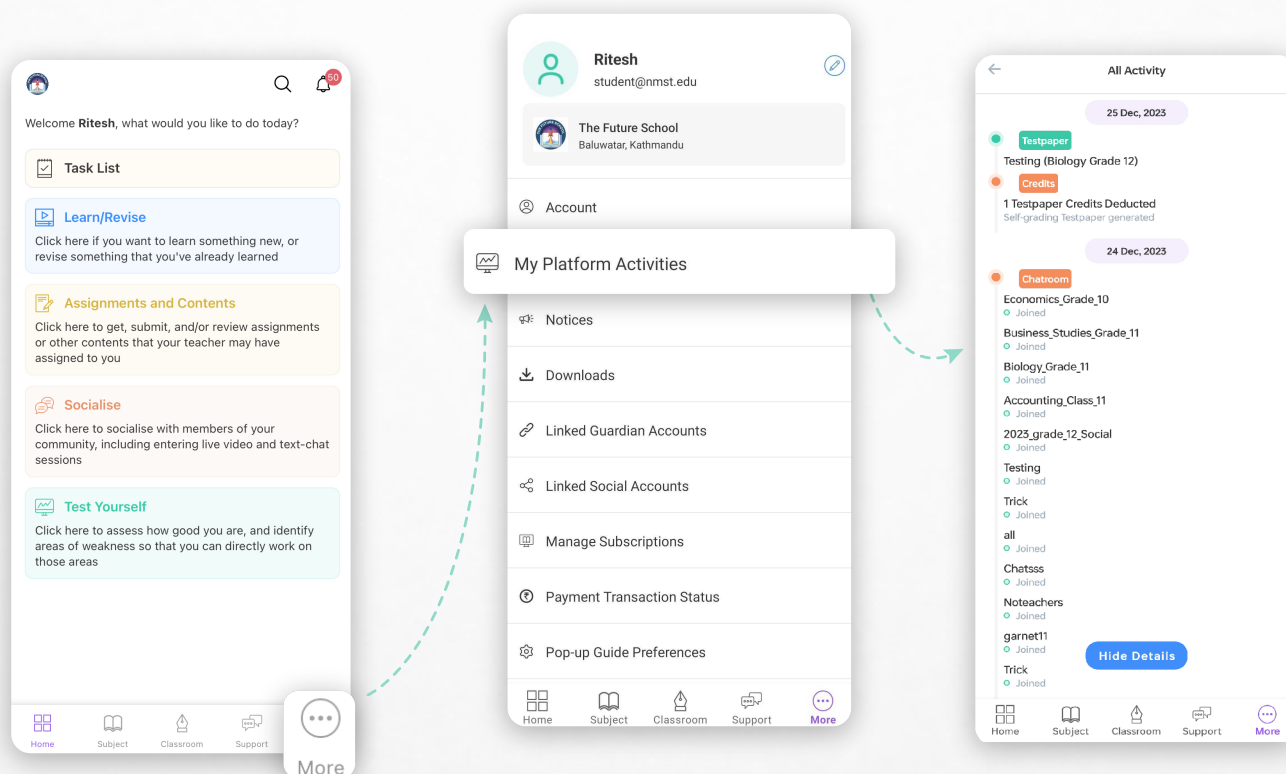 50
Welcome Ritesh, what would you like to do today?
Task List
Learn/Revise
Click here if you want to learn something new, or
revise something that you've already learned
Assignments and Contents
Click here to get, submit, and/or review assignments
or other contents that your teacher may have
assigned to you
Socialise
Click here to socialise with members of your
community, including entering live video and text-chat
sessions
Test Yourself
Click here to assess how good you are, and identify
areas of weakness so that you can directly work on
those areas
Home Subject Classroom Support More
Ritesh
student@nmst.edu
The Future School
Baluwatar, Kathmandu
Account
My Platform Activities
Notices
Downloads
Linked Guardian Accounts
Linked Social Accounts
Manage Subscriptions
Payment Transaction Status
Pop-up Guide Preferences
Home Subject Classroom Support More
All Activity
25 Dec, 2023
Testpaper
Testing (Biology Grade 12)
Credits
1 Testpaper Credits Deducted
Self-grading Testpaper generated
24 Dec, 2023
Chatroom
Economics_Grade_10
Joined
Business_Studies_Grade_11
Joined
Biology_Grade_11
Joined
Accounting_Class_11
Joined
2023_grade_12_Social
Joined
Testing
Joined
Trick
Joined
all
Joined
Chatsss
Joined
Noteachers
Joined
garnet11
Joined
Hide Details
Trick
Joined
Home Subject Classroom Support More